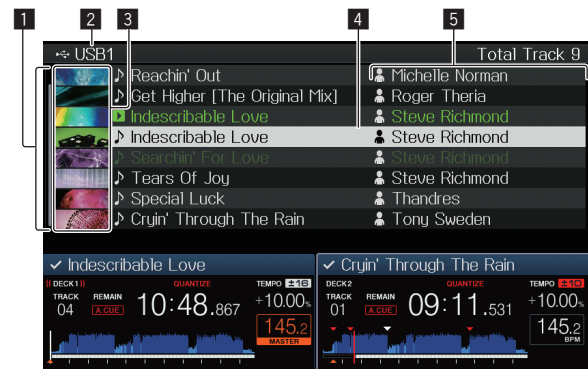 1 2 3 4 5
USB1 Total Track 9
Reachin' Out Michelle Norman
Get Higher [The Original Mix] Roger Theria
Indescribable Love Steve Richmond
Indescribable Love Steve Richmond
Searchin' For Love Steve Richmond
Tears Of Joy Steve Richmond
Special Luck Thandres
Cryin' Through The Rain Tony Sweden
Indescribable Love
DECK1 QUANTIZE TEMPO ±16
TRACK 04 REMAIN A.CUE 10:48.867 +10.00%
145.2
MASTER
Cryin' Through The Rain
DECK2 QUANTIZE TEMPO ±10
TRACK 01 REMAIN A.CUE 09:11.531 +10.00%
145.2
BPM